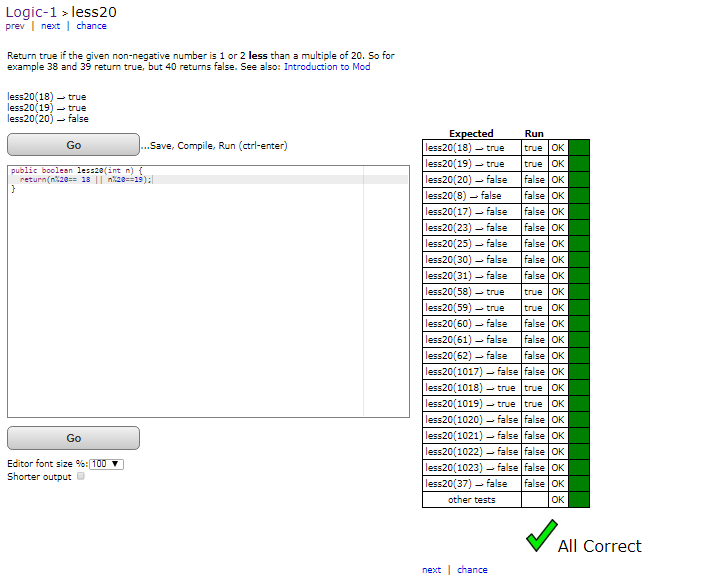 Logic-1 > less20
prev | next | chance
Return true if the given non-negative number is 1 or 2 less than a multiple of 20. So for
example 38 and 39 return true, but 40 returns false. See also: Introduction to Mod
less20(18) → true
less20(19) → true
less20(20) → false
Go
...Save, Compile, Run (ctrl-enter)
public boolean less20(int n) {
return(n%20== 18 || n%20==19);
}
Go
Editor font size %: 100 ▼
Shorter output
Expected Run
less20(18) → true true OK
less20(19) → true true OK
less20(20) → false false OK
less20(8) → false false OK
less20(17) → false false OK
less20(23) → false false OK
less20(25) → false false OK
less20(30) → false false OK
less20(31) → false false OK
less20(58) → true true OK
less20(59) → true true OK
less20(60) → false false OK
less20(61) → false false OK
less20(62) → false false OK
less20(1017) → false false OK
less20(1018) → true true OK
less20(1019) → true true OK
less20(1020) → false false OK
less20(1021) → false false OK
less20(1022) → false false OK
less20(1023) → false false OK
less20(37) → false false OK
other tests OK
All Correct
next | chance